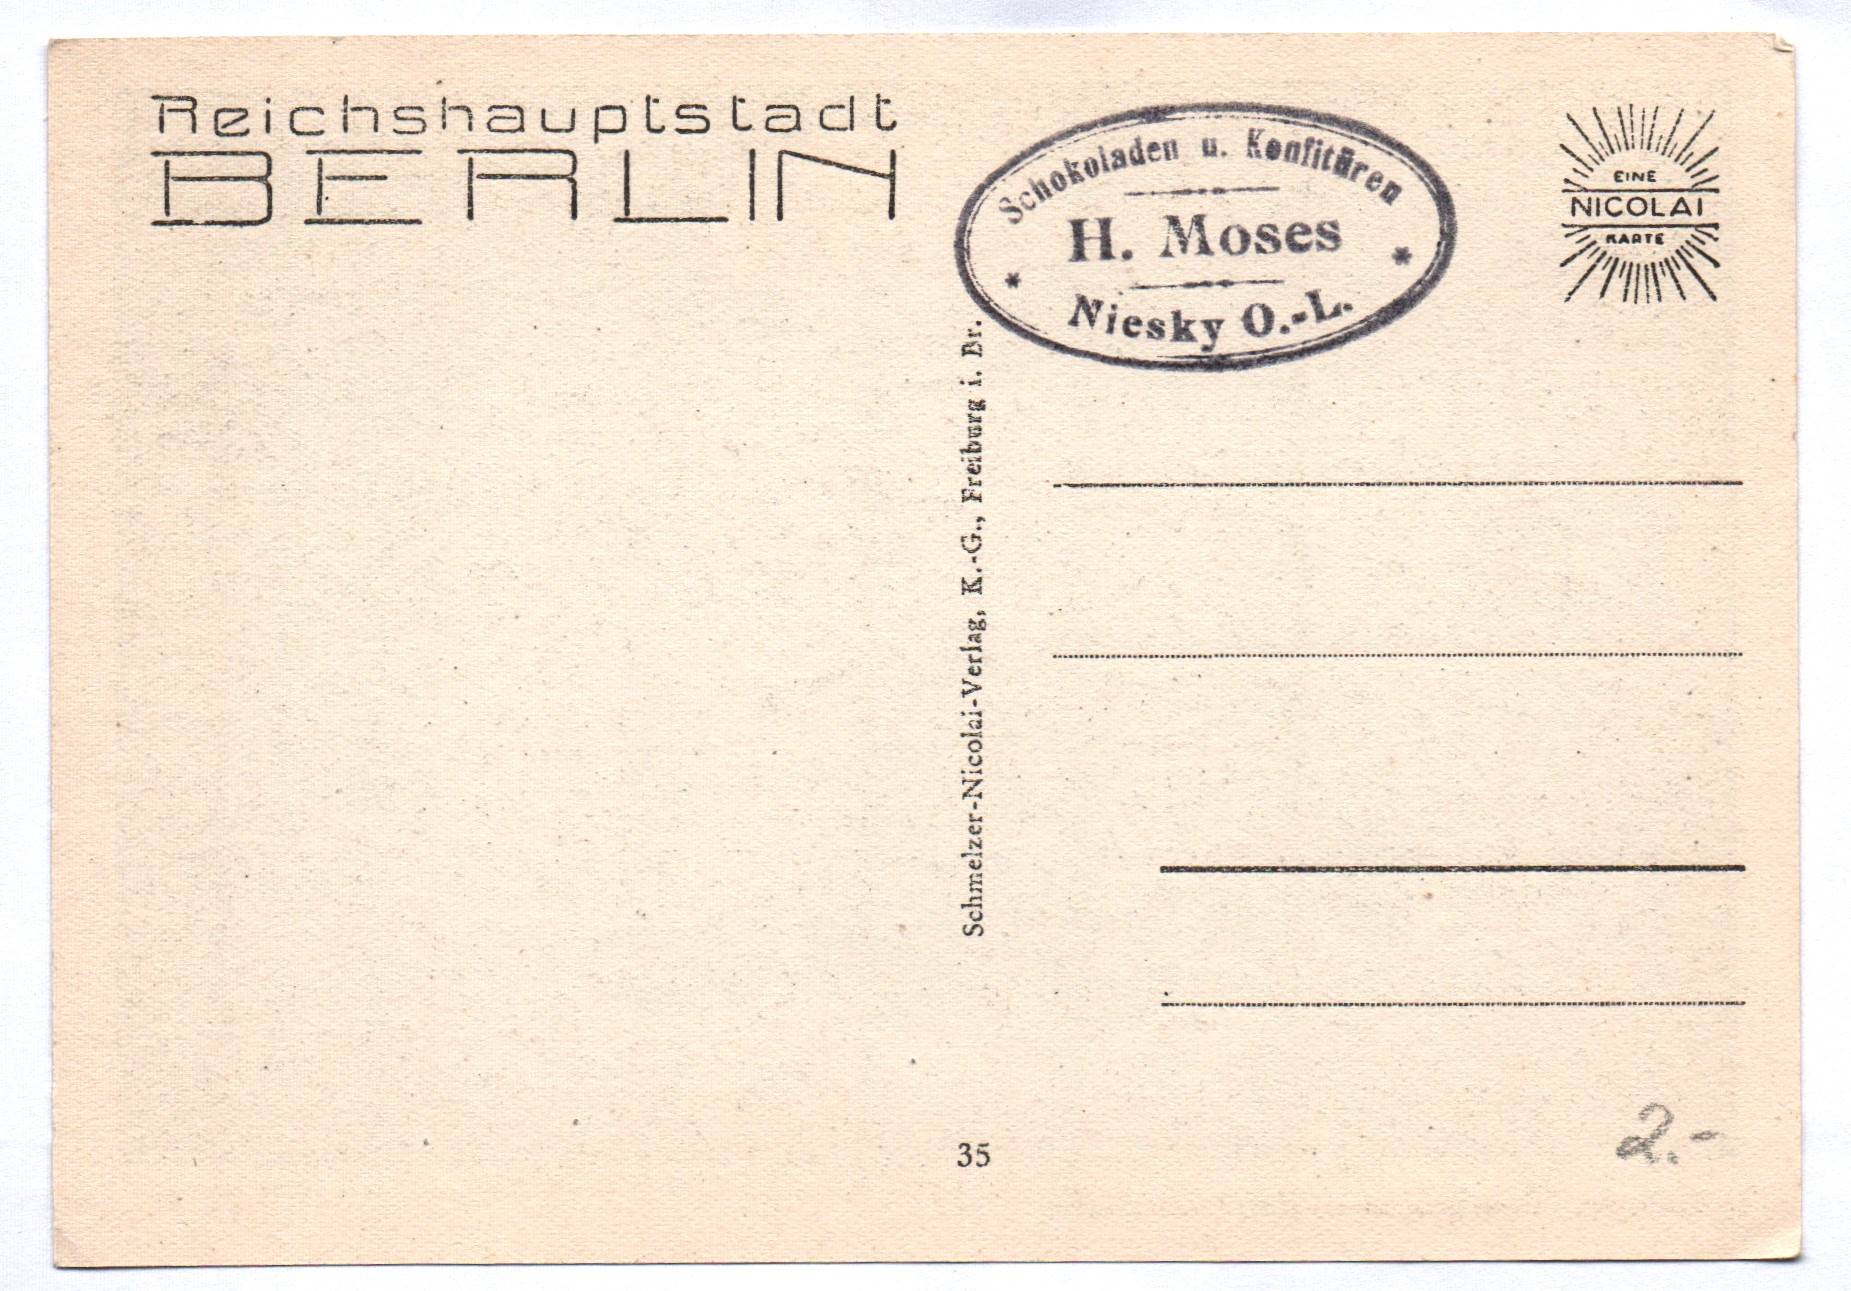 Reichshauptstadt
BERLIN
Schokoladen u. Konfitüren
H. Moses
* Niesky O.-L. *
EINE
NICOLAI
KARTE
Schmelzer-Nicolai-Verlag, K.-G., Freiburg i. Br.
35
2.-